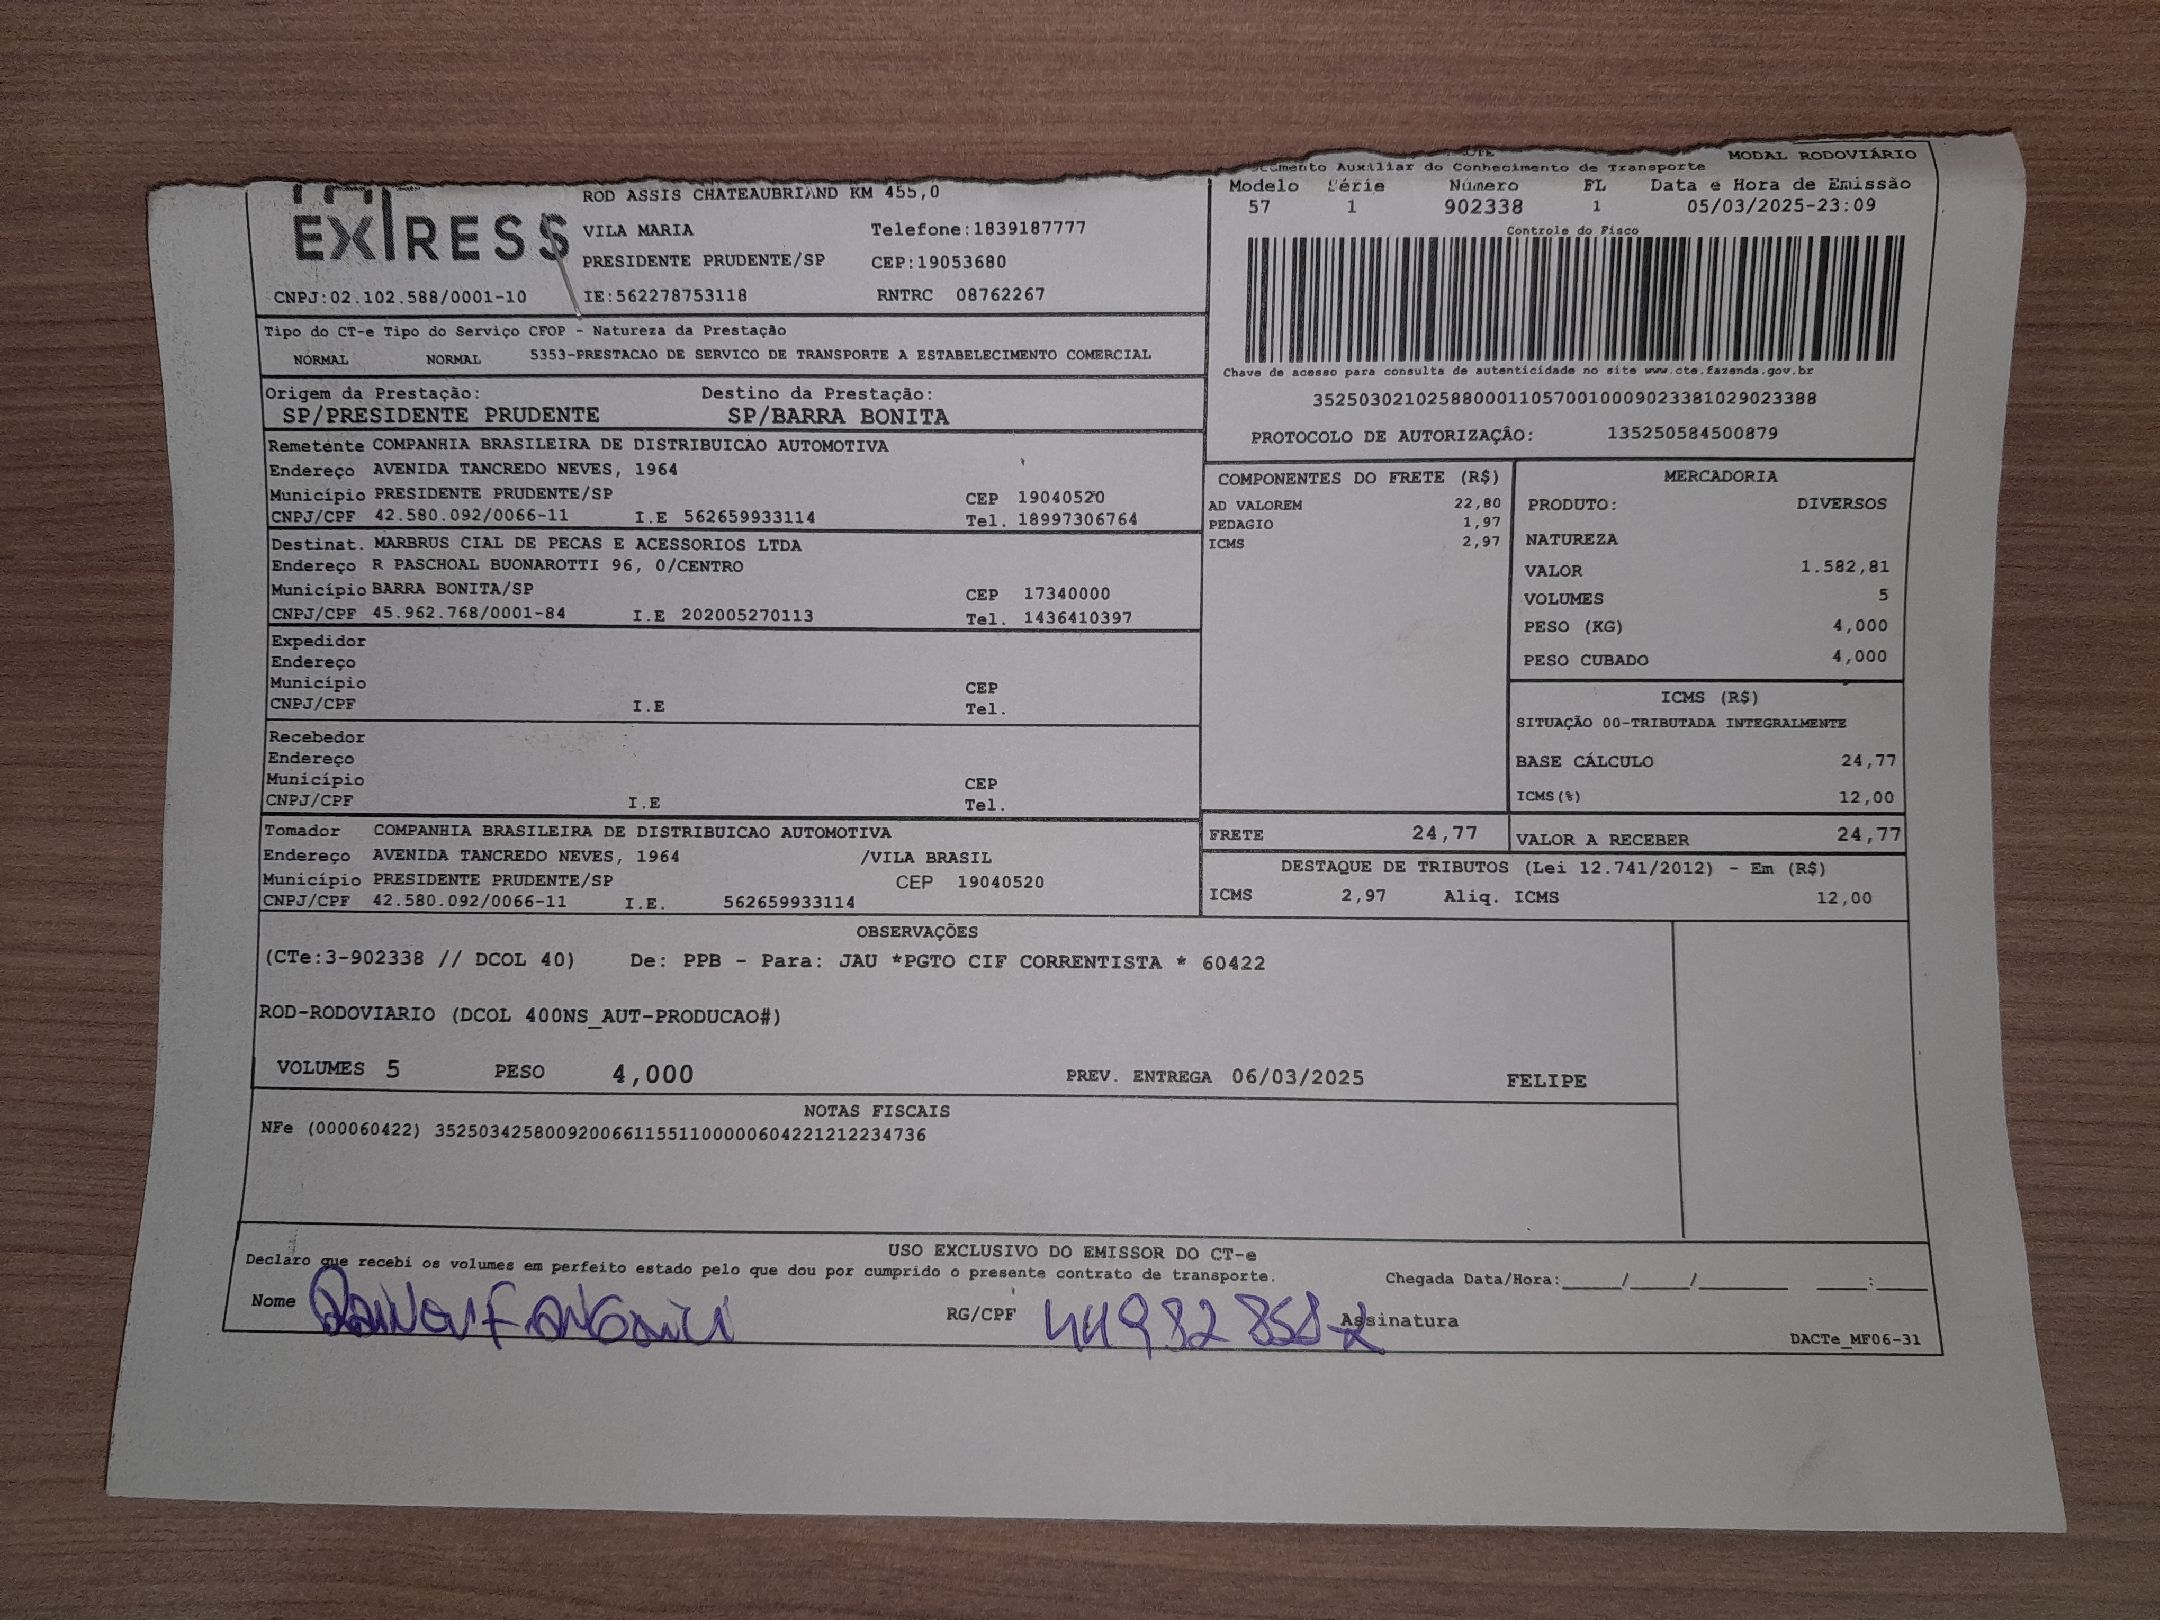 EXPRESS
ROD ASSIS CHATEAUBRIAND KM 455,0
VILA MARIA Telefone:1839187777
PRESIDENTE PRUDENTE/SP CEP:19053680
CNPJ:02.102.588/0001-10 IE:562278753118 RNTRC 08762267
Auxiliar do Conhecimento de Transporte MODAL RODOVIÁRIO
Modelo Série Número FL Data e Hora de Emissão
57 1 902338 1 05/03/2025-23:09
Controle do Fisco
Chave de acesso para consulta de autenticidade no site www.cte.fazenda.gov.br
35250302102588000110570010009023381029023388
PROTOCOLO DE AUTORIZAÇÃO: 135250584500879
Tipo do CT-e Tipo do Serviço CFOP - Natureza da Prestação
NORMAL NORMAL 5353-PRESTACAO DE SERVICO DE TRANSPORTE A ESTABELECIMENTO COMERCIAL
Origem da Prestação: Destino da Prestação:
SP/PRESIDENTE PRUDENTE SP/BARRA BONITA
Remetente COMPANHIA BRASILEIRA DE DISTRIBUICAO AUTOMOTIVA
Endereço AVENIDA TANCREDO NEVES, 1964
Município PRESIDENTE PRUDENTE/SP CEP 19040520
CNPJ/CPF 42.580.092/0066-11 I.E 562659933114 Tel. 18997306764
Destinat. MARBRUS CIAL DE PECAS E ACESSORIOS LTDA
Endereço R PASCHOAL BUONAROTTI 96, 0/CENTRO
Município BARRA BONITA/SP CEP 17340000
CNPJ/CPF 45.962.768/0001-84 I.E 202005270113 Tel. 1436410397
Expedidor
Endereço
Município CEP
CNPJ/CPF I.E Tel.
Recebedor
Endereço
Município CEP
CNPJ/CPF I.E Tel.
Tomador COMPANHIA BRASILEIRA DE DISTRIBUICAO AUTOMOTIVA
Endereço AVENIDA TANCREDO NEVES, 1964 /VILA BRASIL
Município PRESIDENTE PRUDENTE/SP CEP 19040520
CNPJ/CPF 42.580.092/0066-11 I.E. 562659933114
COMPONENTES DO FRETE (R$)
AD VALOREM 22,80
PEDAGIO 1,97
ICMS 2,97
MERCADORIA
PRODUTO: DIVERSOS
NATUREZA
VALOR 1.582,81
VOLUMES 5
PESO (KG) 4,000
PESO CUBADO 4,000
ICMS (R$)
SITUAÇÃO 00-TRIBUTADA INTEGRALMENTE
BASE CÁLCULO 24,77
ICMS(%) 12,00
FRETE 24,77 VALOR A RECEBER 24,77
DESTAQUE DE TRIBUTOS (Lei 12.741/2012) - Em (R$)
ICMS 2,97 Aliq. ICMS 12,00
OBSERVAÇÕES
(CTe:3-902338 // DCOL 40) De: PPB - Para: JAU *PGTO CIF CORRENTISTA * 60422
ROD-RODOVIARIO (DCOL 400NS_AUT-PRODUCAO#)
VOLUMES 5 PESO 4,000 PREV. ENTREGA 06/03/2025 FELIPE
NOTAS FISCAIS
NFe (000060422) 35250342580092006611551100000604221212234736
USO EXCLUSIVO DO EMISSOR DO CT-e
Declaro que recebi os volumes em perfeito estado pelo que dou por cumprido o presente contrato de transporte. Chegada Data/Hora:____/____/______ ___:___
Nome RG/CPF Assinatura
DACTe_MF06-31